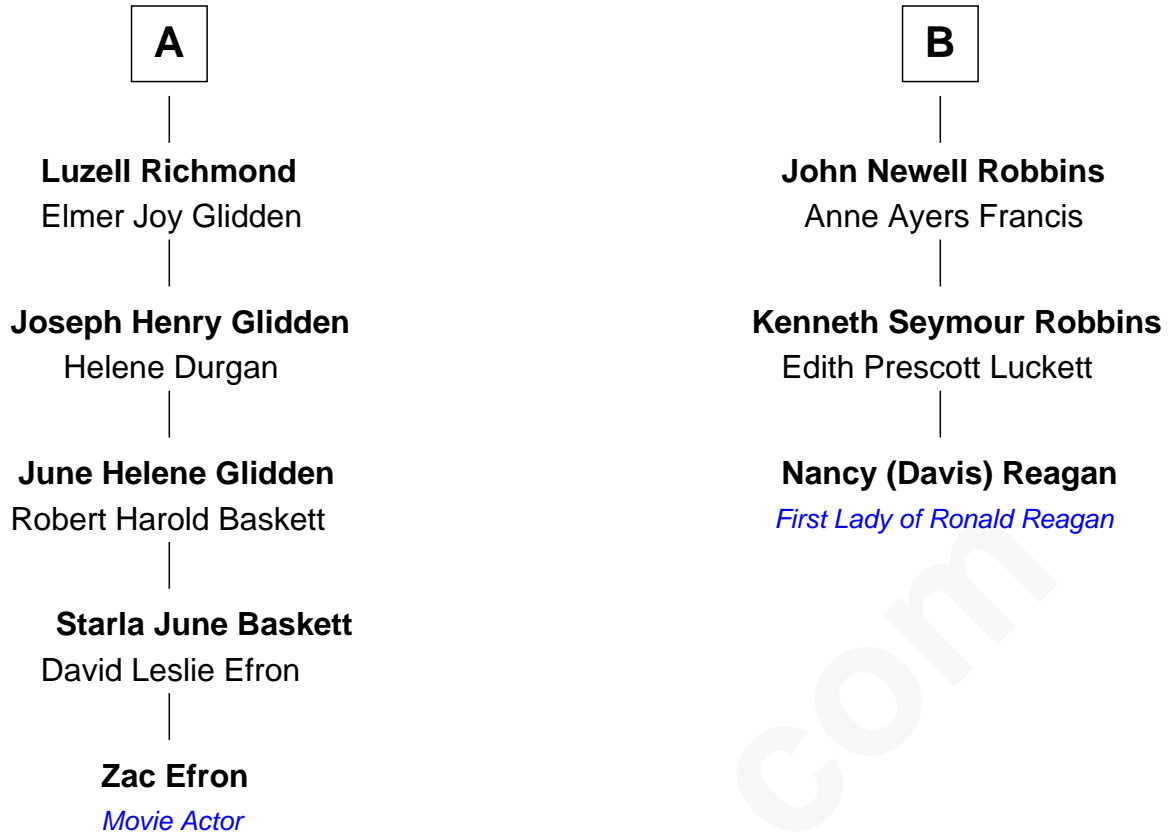 A
Luzell Richmond
Elmer Joy Glidden
Joseph Henry Glidden
Helene Durgan
June Helene Glidden
Robert Harold Baskett
Starla June Baskett
David Leslie Efron
Zac Efron
Movie Actor
B
John Newell Robbins
Anne Ayers Francis
Kenneth Seymour Robbins
Edith Prescott Luckett
Nancy (Davis) Reagan
First Lady of Ronald Reagan
com